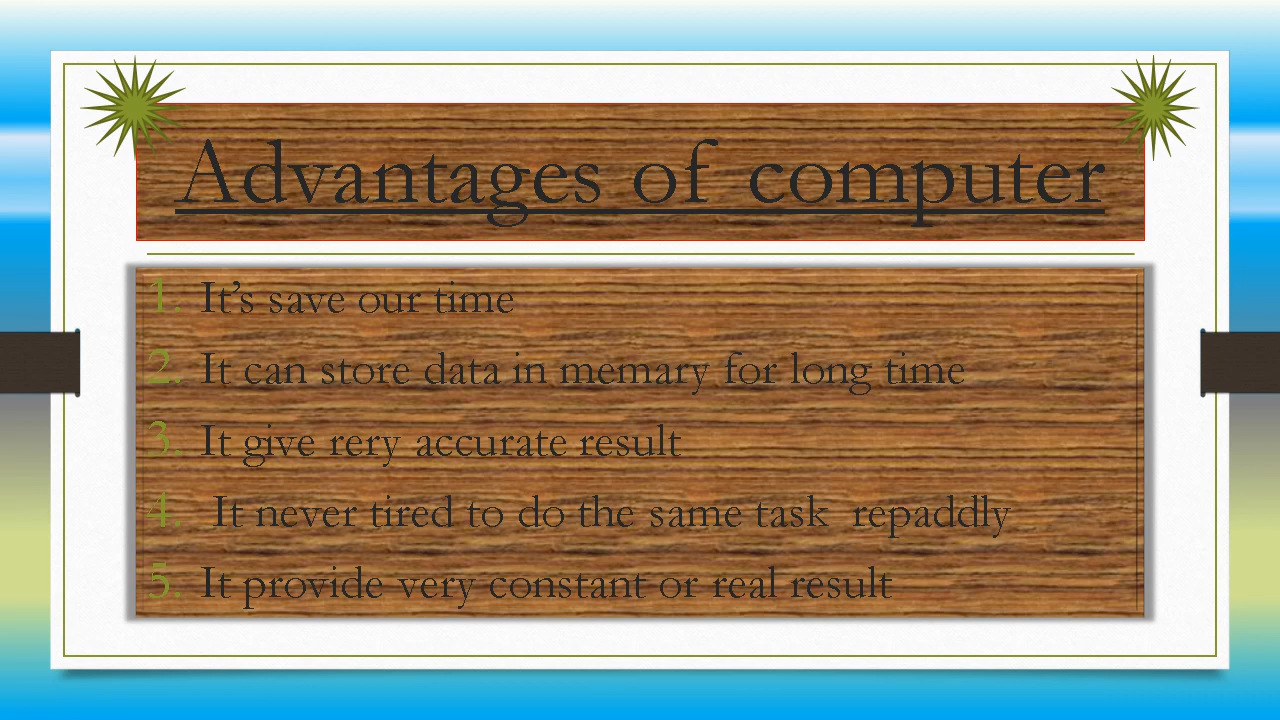 Advantages of computer
1. It’s save our time
2. It can store data in memary for long time
3. It give rery accurate result
4. It never tired to do the same task repaddly
5. It provide very constant or real result